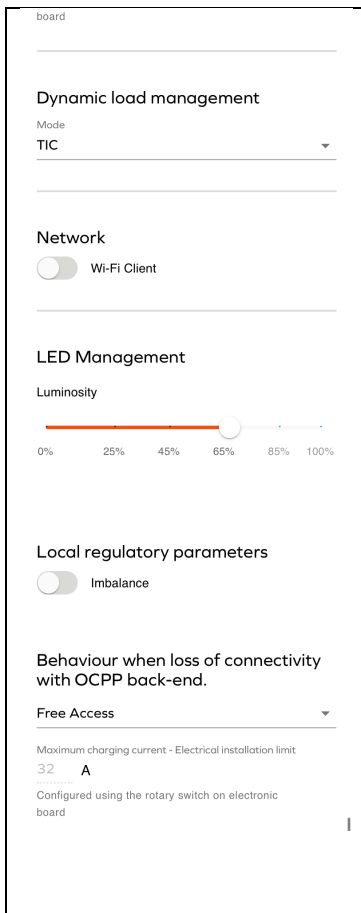 board
Dynamic load management
Mode
TIC
Network
Wi-Fi Client
LED Management
Luminosity
0% 25% 45% 65% 85% 100%
Local regulatory parameters
Imbalance
Behaviour when loss of connectivity
with OCPP back-end.
Free Access
Maximum charging current - Electrical installation limit
32 A
Configured using the rotary switch on electronic
board